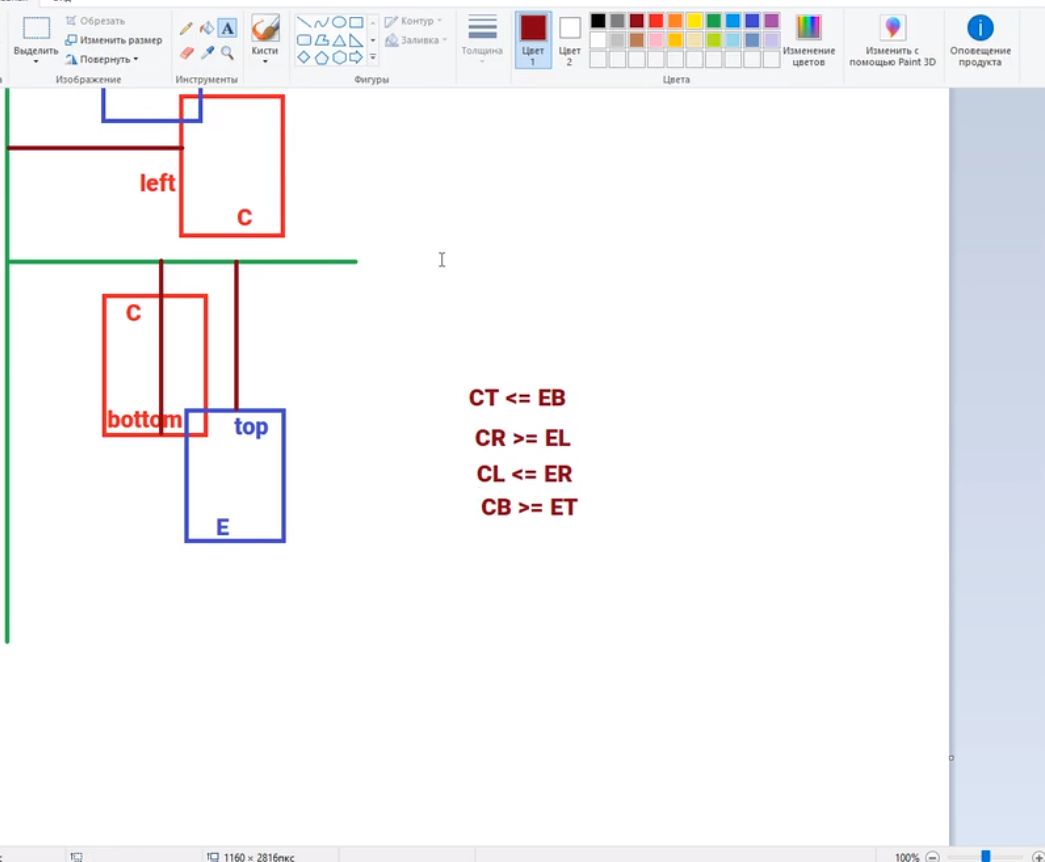 Вырезать
Выделить
Изменить размер
Повернуть
Изображение
A
Инструменты
Кисти
Контур
Заливка
Фигуры
Толщина
Цвет
1
Цвет
2
Изменение
цветов
Цвета
Изменить с
помощью Paint 3D
Оповещение
продукта
left
C
C
bottom
top
E
CT <= EB
CR >= EL
CL <= ER
CB >= ET
1160 × 2816пкс
100%